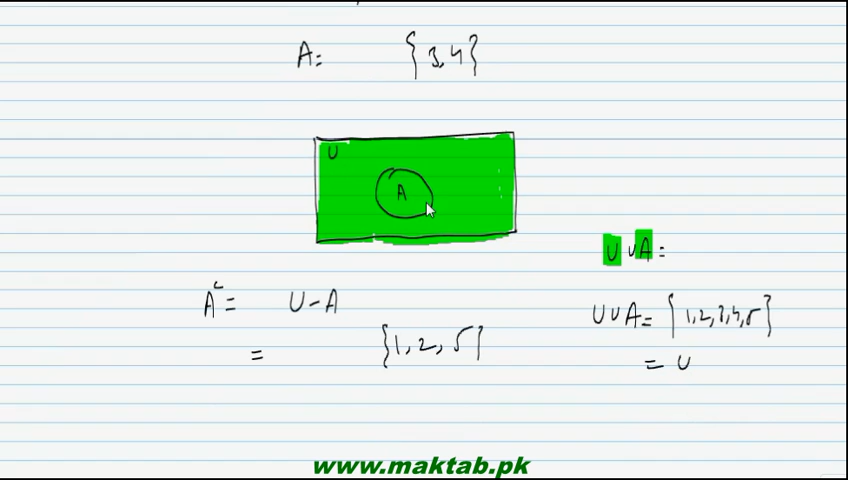 A= {3,4}
U
A
U ∪ A =
Aᶜ = U - A
U ∪ A = {1,2,3,4,5}
= {1, 2, 5}
= U
www.maktab.pk